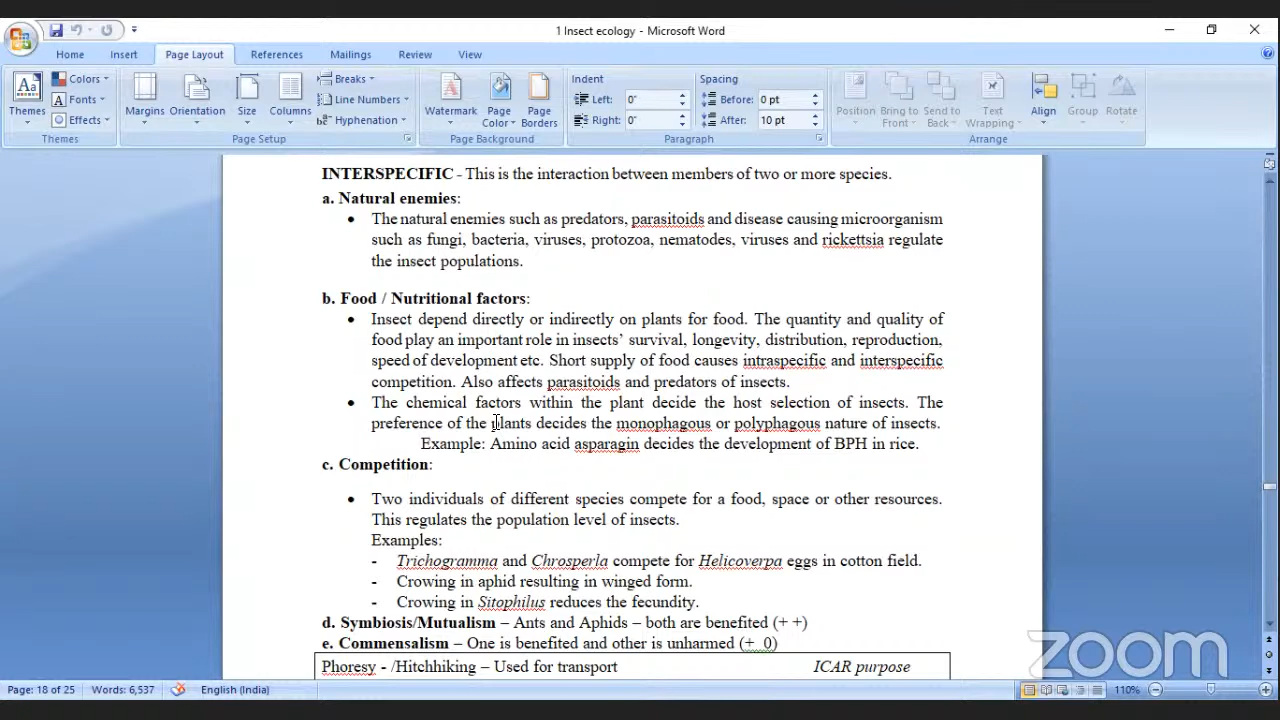 1 Insect ecology - Microsoft Word
Home Insert Page Layout References Mailings Review View
Themes Colors Fonts Effects Themes
Margins Orientation Size Columns Breaks Line Numbers Hyphenation Page Setup
Watermark Page Color Page Borders Page Background
Indent Left: 0" Right: 0" Spacing Before: 0 pt After: 10 pt Paragraph
Position Bring to Front Send to Back Text Wrapping Align Group Rotate Arrange
INTERSPECIFIC - This is the interaction between members of two or more species.
a. Natural enemies:
• The natural enemies such as predators, parasitoids and disease causing microorganism
such as fungi, bacteria, viruses, protozoa, nematodes, viruses and rickettsia regulate
the insect populations.
b. Food / Nutritional factors:
• Insect depend directly or indirectly on plants for food. The quantity and quality of
food play an important role in insects’ survival, longevity, distribution, reproduction,
speed of development etc. Short supply of food causes intraspecific and interspecific
competition. Also affects parasitoids and predators of insects.
• The chemical factors within the plant decide the host selection of insects. The
preference of the plants decides the monophagous or polyphagous nature of insects.
Example: Amino acid asparagin decides the development of BPH in rice.
c. Competition:
• Two individuals of different species compete for a food, space or other resources.
This regulates the population level of insects.
Examples:
- Trichogramma and Chrosperla compete for Helicoverpa eggs in cotton field.
- Crowing in aphid resulting in winged form.
- Crowing in Sitophilus reduces the fecundity.
d. Symbiosis/Mutualism – Ants and Aphids – both are benefited (+ +)
e. Commensalism – One is benefited and other is unharmed (+ 0)
Phoresy - /Hitchhiking – Used for transport ICAR purpose
zoom
Page: 18 of 25 Words: 6,537 English (India) 110%